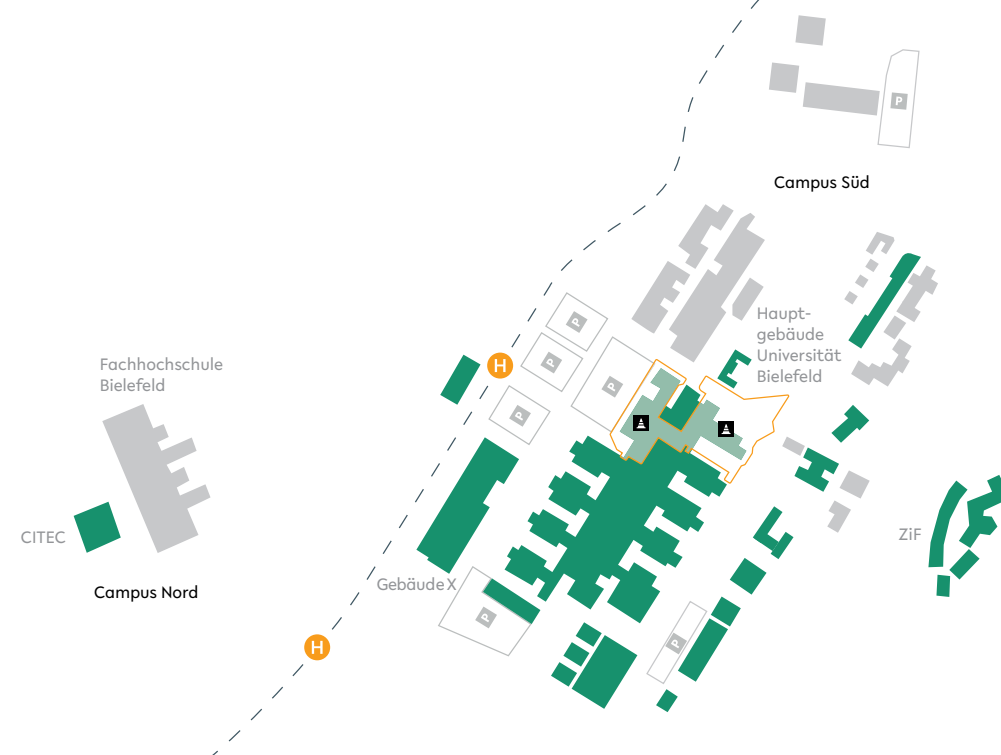 P
Campus Süd
P
Haupt-
gebäude
Universität
Bielefeld
H
P
P
P
Fachhochschule
Bielefeld
CITEC
ZiF
Gebäude X
Campus Nord
P
P
H